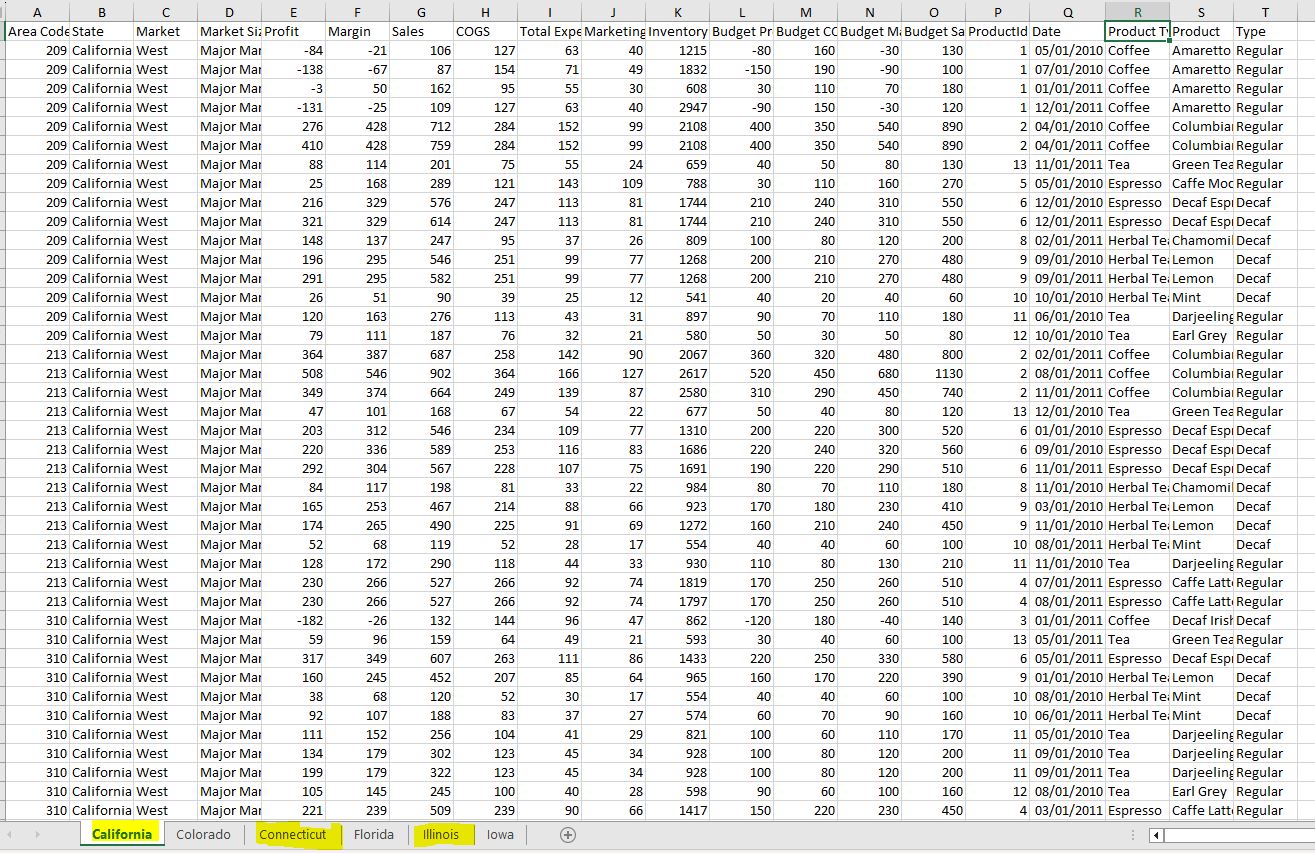 A B C D E F G H I J K L M N O P Q R S T
Area Code State Market Market Siz Profit Margin Sales COGS Total Expe Marketing Inventory Budget Pr Budget CO Budget Ma Budget Sa ProductId Date Product Ty Product Type
209 California West Major Mar -84 -21 106 127 63 40 1215 -80 160 -30 130 1 05/01/2010 Coffee Amaretto Regular
209 California West Major Mar -138 -67 87 154 71 49 1832 -150 190 -90 100 1 07/01/2010 Coffee Amaretto Regular
209 California West Major Mar -3 50 162 95 55 30 608 30 110 70 180 1 01/01/2011 Coffee Amaretto Regular
209 California West Major Mar -131 -25 109 127 63 40 2947 -90 150 -30 120 1 12/01/2011 Coffee Amaretto Regular
209 California West Major Mar 276 428 712 284 152 99 2108 400 350 540 890 2 04/01/2010 Coffee Columbia Regular
209 California West Major Mar 410 428 759 284 152 99 2108 400 350 540 890 2 04/01/2011 Coffee Columbia Regular
209 California West Major Mar 88 114 201 75 55 24 659 40 50 80 130 13 11/01/2011 Tea Green Tea Regular
209 California West Major Mar 25 168 289 121 143 109 788 30 110 160 270 5 05/01/2010 Espresso Caffe Moc Regular
209 California West Major Mar 216 329 576 247 113 81 1744 210 240 310 550 6 12/01/2010 Espresso Decaf Esp Decaf
209 California West Major Mar 321 329 614 247 113 81 1744 210 240 310 550 6 12/01/2011 Espresso Decaf Esp Decaf
209 California West Major Mar 148 137 247 95 37 26 809 100 80 120 200 8 02/01/2011 Herbal Tea Chamomil Decaf
209 California West Major Mar 196 295 546 251 99 77 1268 200 210 270 480 9 09/01/2010 Herbal Tea Lemon Decaf
209 California West Major Mar 291 295 582 251 99 77 1268 200 210 270 480 9 09/01/2011 Herbal Tea Lemon Decaf
209 California West Major Mar 26 51 90 39 25 12 541 40 20 40 60 10 10/01/2010 Herbal Tea Mint Decaf
209 California West Major Mar 120 163 276 113 43 31 897 90 70 110 180 11 06/01/2010 Tea Darjeeling Regular
209 California West Major Mar 79 111 187 76 32 21 580 50 30 50 80 12 10/01/2010 Tea Earl Grey Regular
213 California West Major Mar 364 387 687 258 142 90 2067 360 320 480 800 2 02/01/2011 Coffee Columbia Regular
213 California West Major Mar 508 546 902 364 166 127 2617 520 450 680 1130 2 08/01/2011 Coffee Columbia Regular
213 California West Major Mar 349 374 664 249 139 87 2580 310 290 450 740 2 11/01/2011 Coffee Columbia Regular
213 California West Major Mar 47 101 168 67 54 22 677 50 40 80 120 13 12/01/2010 Tea Green Tea Regular
213 California West Major Mar 203 312 546 234 109 77 1310 200 220 300 520 6 01/01/2010 Espresso Decaf Esp Decaf
213 California West Major Mar 220 336 589 253 116 83 1686 220 240 320 560 6 09/01/2010 Espresso Decaf Esp Decaf
213 California West Major Mar 292 304 567 228 107 75 1691 190 220 290 510 6 11/01/2011 Espresso Decaf Esp Decaf
213 California West Major Mar 84 117 198 81 33 22 984 80 70 110 180 8 11/01/2010 Herbal Tea Chamomil Decaf
213 California West Major Mar 165 253 467 214 88 66 923 170 180 230 410 9 03/01/2010 Herbal Tea Lemon Decaf
213 California West Major Mar 174 265 490 225 91 69 1272 160 210 240 450 9 11/01/2010 Herbal Tea Lemon Decaf
213 California West Major Mar 52 68 119 52 28 17 554 40 40 60 100 10 08/01/2011 Herbal Tea Mint Decaf
213 California West Major Mar 128 172 290 118 44 33 930 110 80 130 210 11 11/01/2010 Tea Darjeeling Regular
213 California West Major Mar 230 266 527 266 92 74 1819 170 250 260 510 4 07/01/2011 Espresso Caffe Latt Regular
213 California West Major Mar 230 266 527 266 92 74 1797 170 250 260 510 4 08/01/2011 Espresso Caffe Latt Regular
310 California West Major Mar -182 -26 132 144 96 47 862 -120 180 -40 140 3 01/01/2011 Coffee Decaf Irish Decaf
310 California West Major Mar 59 96 159 64 49 21 593 30 40 60 100 13 05/01/2011 Tea Green Tea Regular
310 California West Major Mar 317 349 607 263 111 86 1433 220 250 330 580 6 05/01/2011 Espresso Decaf Esp Decaf
310 California West Major Mar 160 245 452 207 85 64 965 160 170 220 390 9 01/01/2010 Herbal Tea Lemon Decaf
310 California West Major Mar 38 68 120 52 30 17 554 40 40 60 100 10 08/01/2010 Herbal Tea Mint Decaf
310 California West Major Mar 92 107 188 83 37 27 574 60 70 90 160 10 06/01/2011 Herbal Tea Mint Decaf
310 California West Major Mar 111 152 256 104 41 29 821 100 60 110 170 11 05/01/2010 Tea Darjeeling Regular
310 California West Major Mar 134 179 302 123 45 34 928 100 80 120 200 11 09/01/2010 Tea Darjeeling Regular
310 California West Major Mar 199 179 322 123 45 34 928 100 80 120 200 11 09/01/2011 Tea Darjeeling Regular
310 California West Major Mar 105 145 245 100 40 28 598 90 60 100 160 12 08/01/2010 Tea Earl Grey Regular
310 California West Major Mar 221 239 509 239 90 66 1417 150 220 230 450 4 03/01/2011 Espresso Caffe Latt Regular
California Colorado Connecticut Florida Illinois Iowa